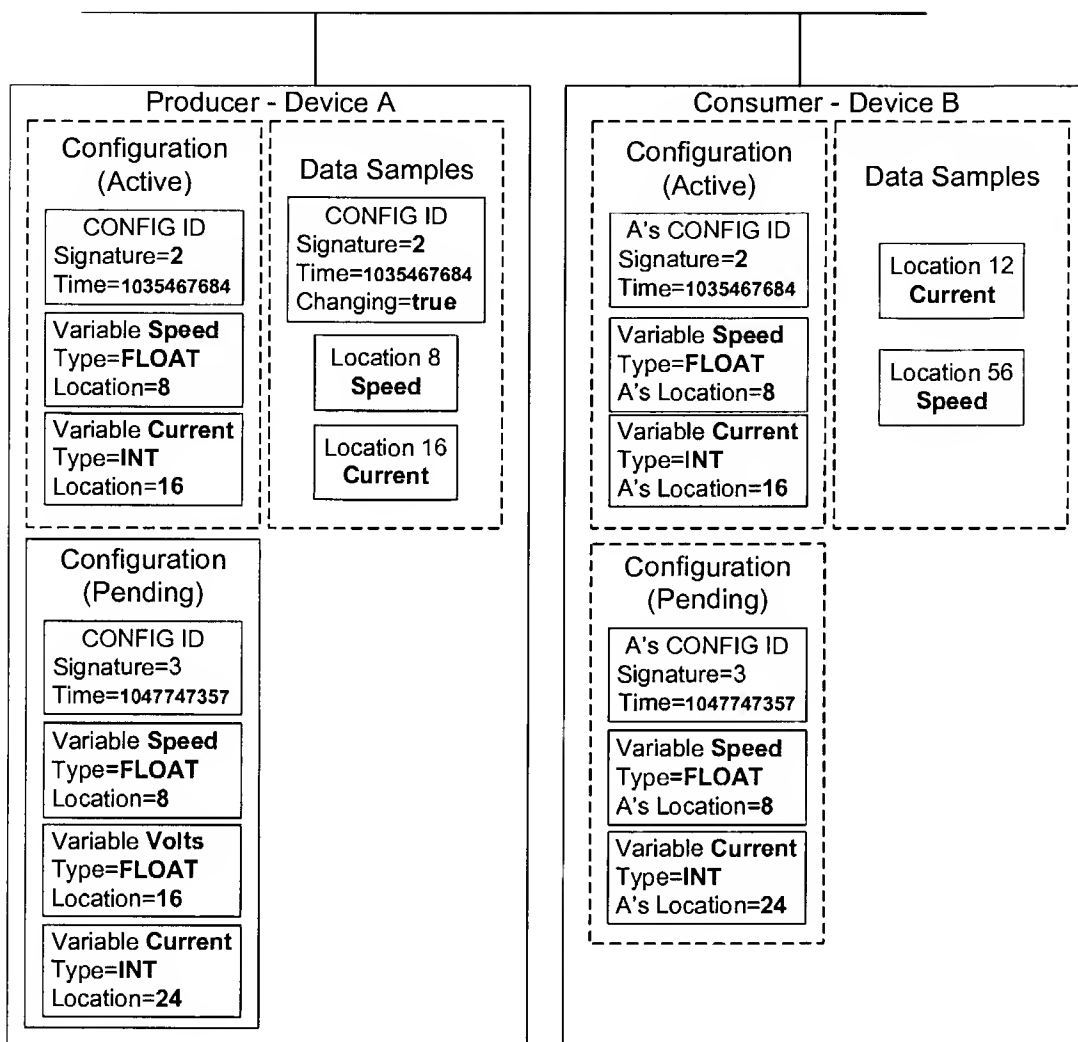 Producer - Device A
Configuration
(Active)
CONFIG ID
Signature=2
Time=1035467684
Variable Speed
Type=FLOAT
Location=8
Variable Current
Type=INT
Location=16
Data Samples
CONFIG ID
Signature=2
Time=1035467684
Changing=true
Location 8
Speed
Location 16
Current
Configuration
(Pending)
CONFIG ID
Signature=3
Time=1047747357
Variable Speed
Type=FLOAT
Location=8
Variable Volts
Type=FLOAT
Location=16
Variable Current
Type=INT
Location=24
Consumer - Device B
Configuration
(Active)
A's CONFIG ID
Signature=2
Time=1035467684
Variable Speed
Type=FLOAT
A's Location=8
Variable Current
Type=INT
A's Location=16
Data Samples
Location 12
Current
Location 56
Speed
Configuration
(Pending)
A's CONFIG ID
Signature=3
Time=1047747357
Variable Speed
Type=FLOAT
A's Location=8
Variable Current
Type=INT
A's Location=24